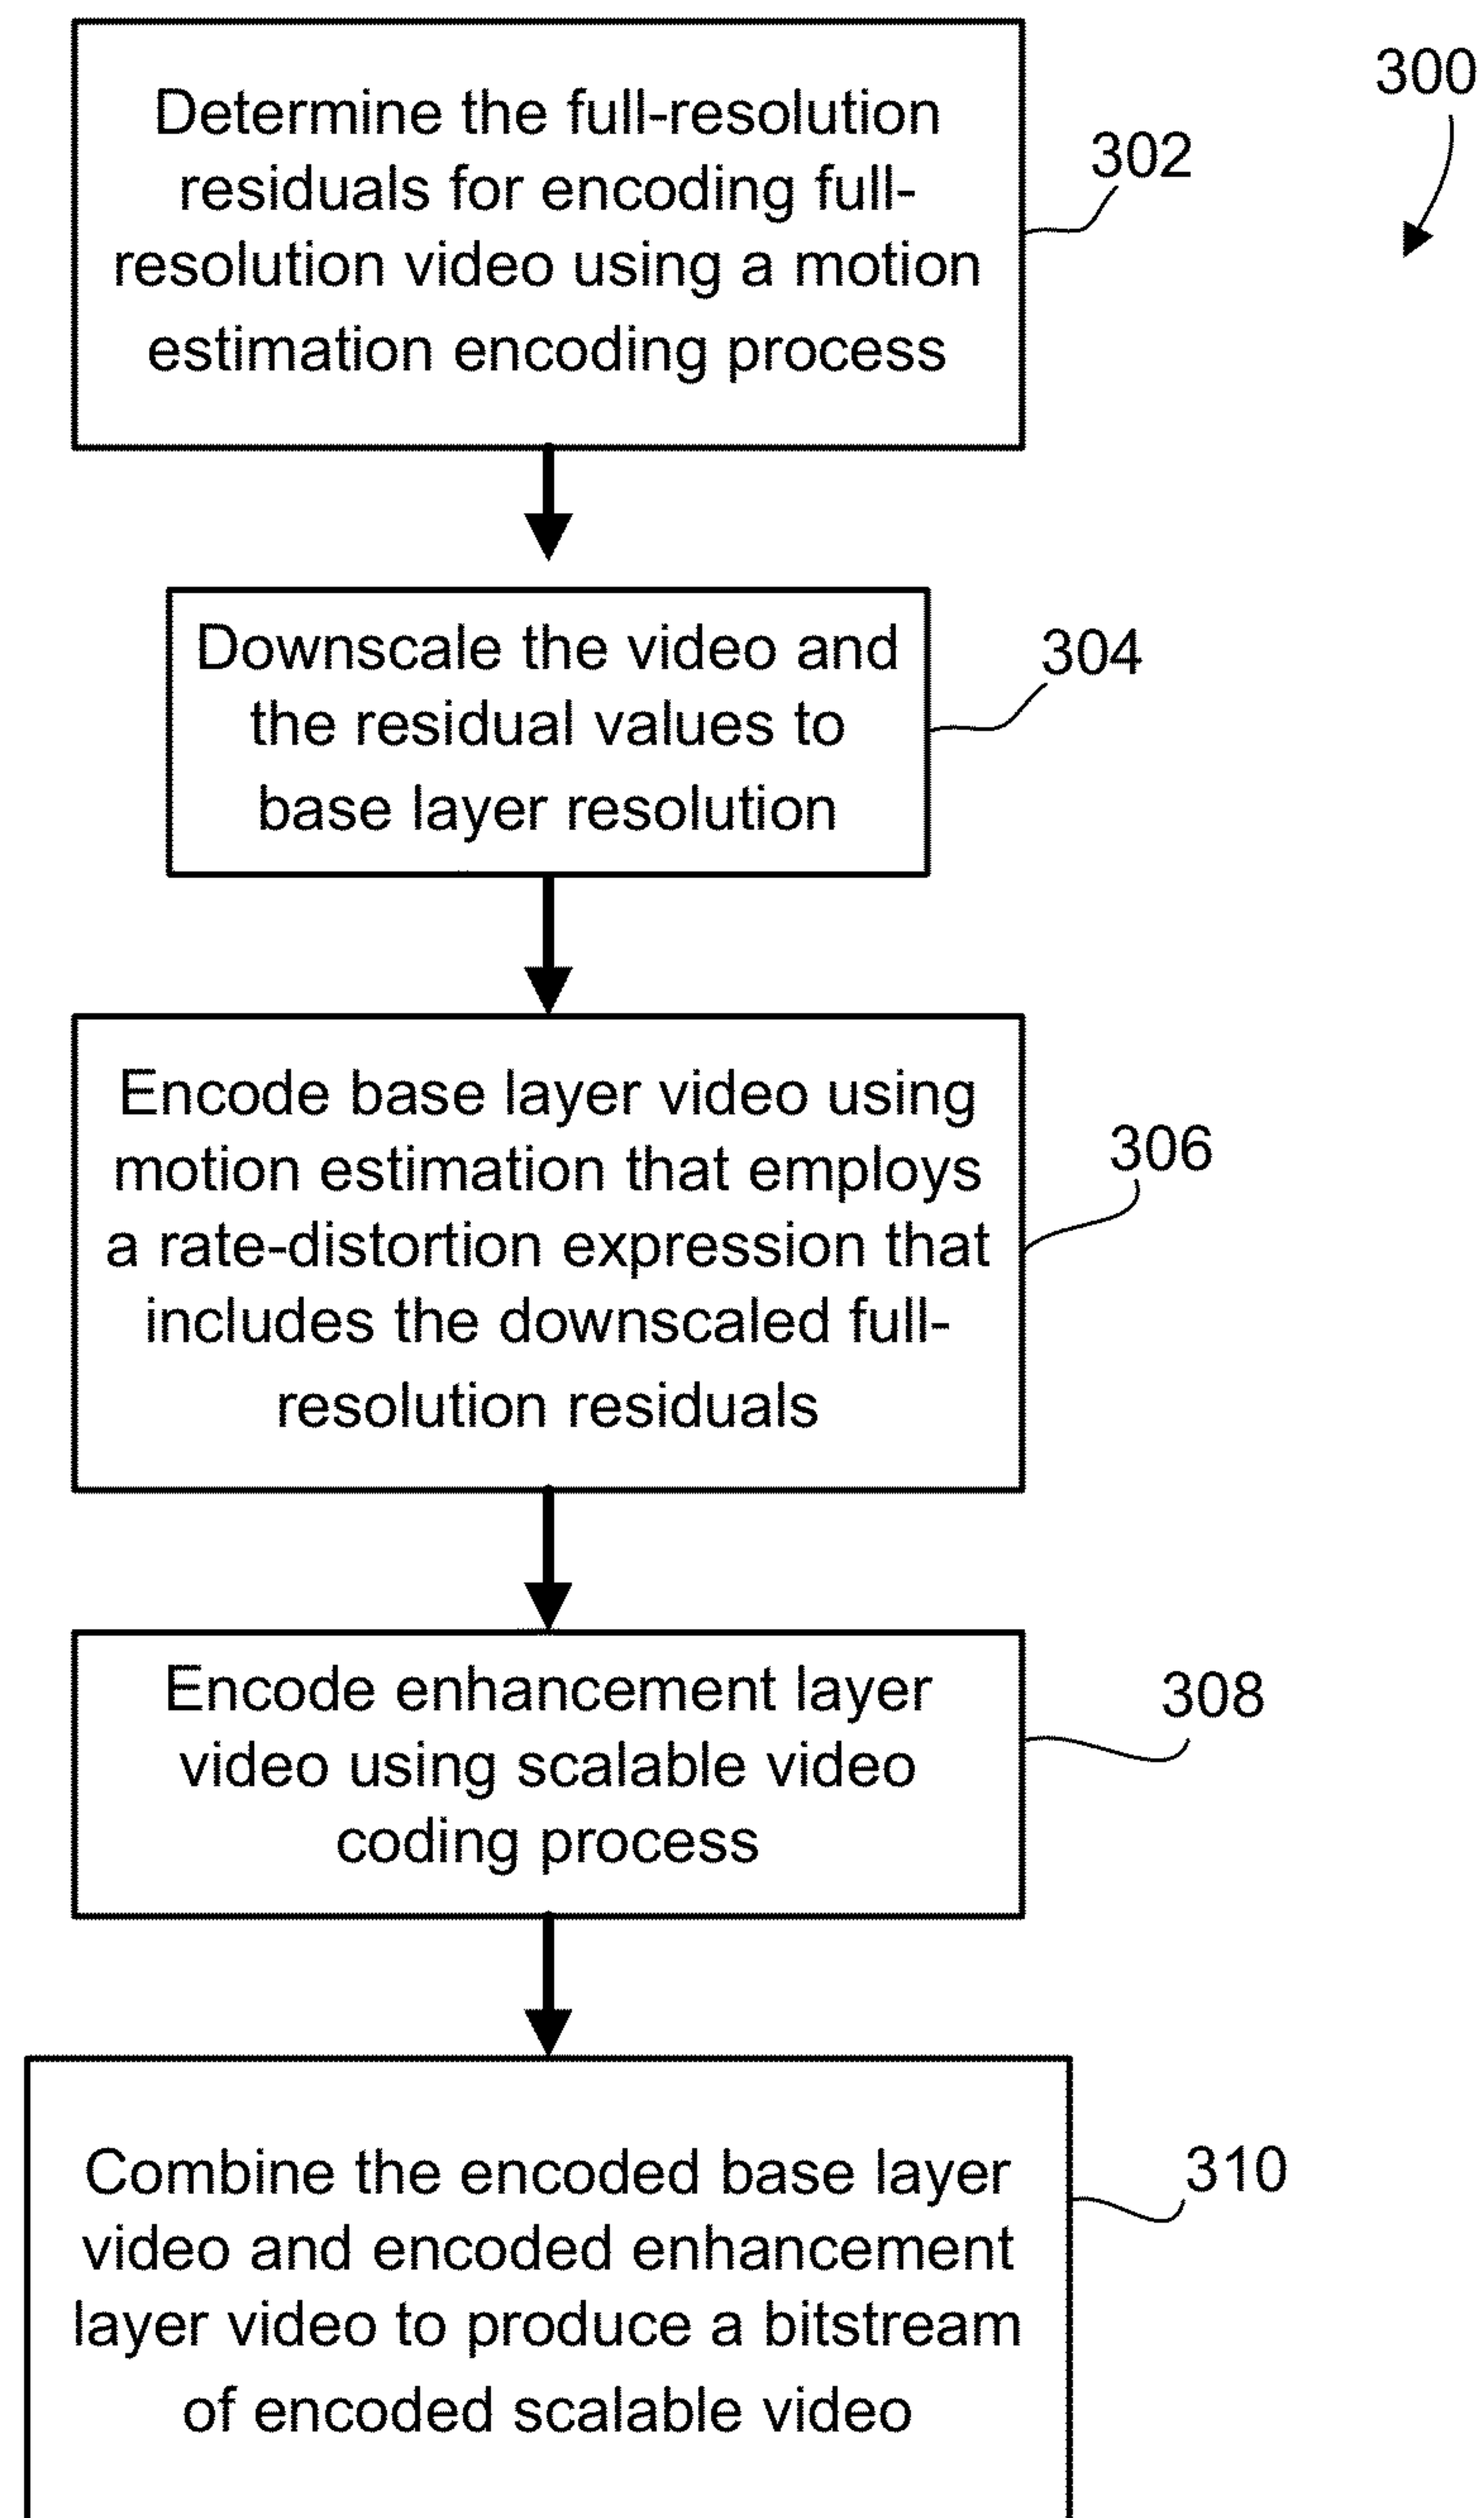 300
Determine the full-resolution
residuals for encoding full-
resolution video using a motion
estimation encoding process
302
Downscale the video and
the residual values to
base layer resolution
304
Encode base layer video using
motion estimation that employs
a rate-distortion expression that
includes the downscaled full-
resolution residuals
306
Encode enhancement layer
video using scalable video
coding process
308
Combine the encoded base layer
video and encoded enhancement
layer video to produce a bitstream
of encoded scalable video
310